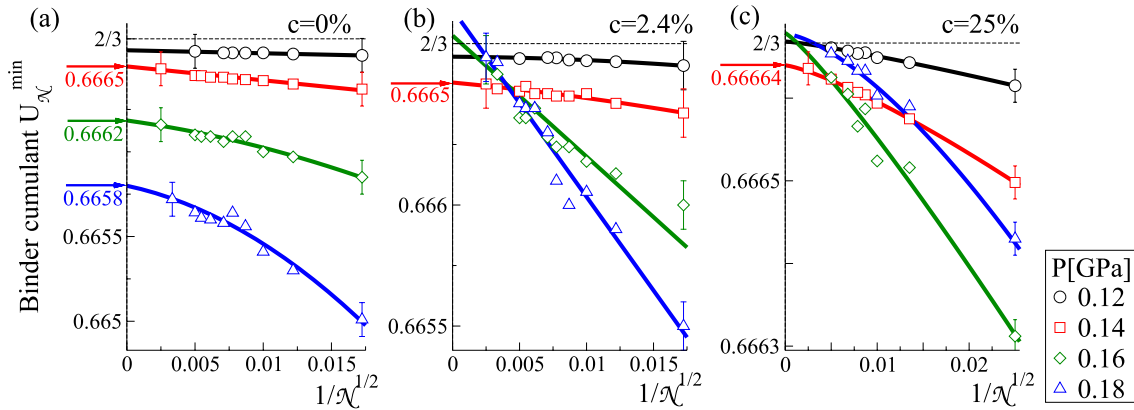 (a) c=0%
(b) c=2.4%
(c) c=25%
Binder cumulant U𝒩^min
2/3
0.6665
0.6662
0.6658
0.6655
0.665
0 0.005 0.01 0.015
1/𝒩^1/2
2/3
0.6665
0.666
0.6655
0 0.005 0.01 0.015
1/𝒩^1/2
2/3
0.66664
0.6665
0.6663
0 0.01 0.02
1/𝒩^1/2
P[GPa]
0.12
0.14
0.16
0.18